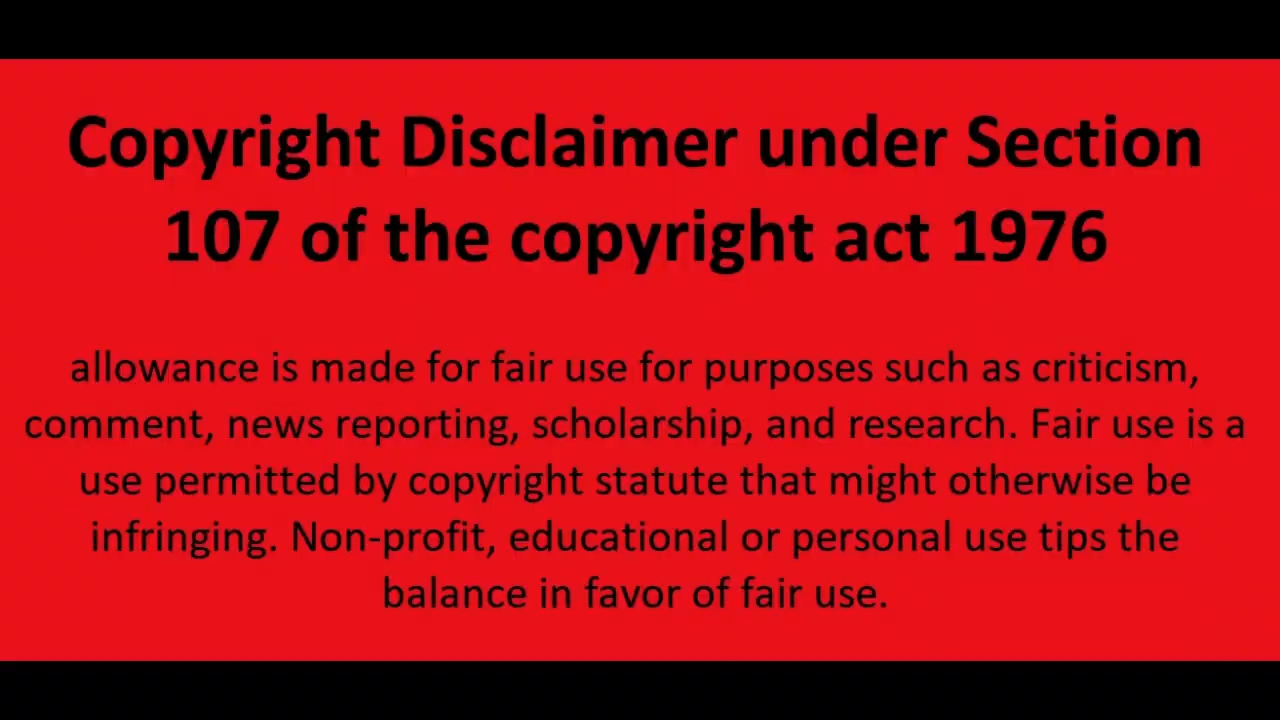 Copyright Disclaimer under Section
107 of the copyright act 1976
allowance is made for fair use for purposes such as criticism,
comment, news reporting, scholarship, and research. Fair use is a
use permitted by copyright statute that might otherwise be
infringing. Non-profit, educational or personal use tips the
balance in favor of fair use.